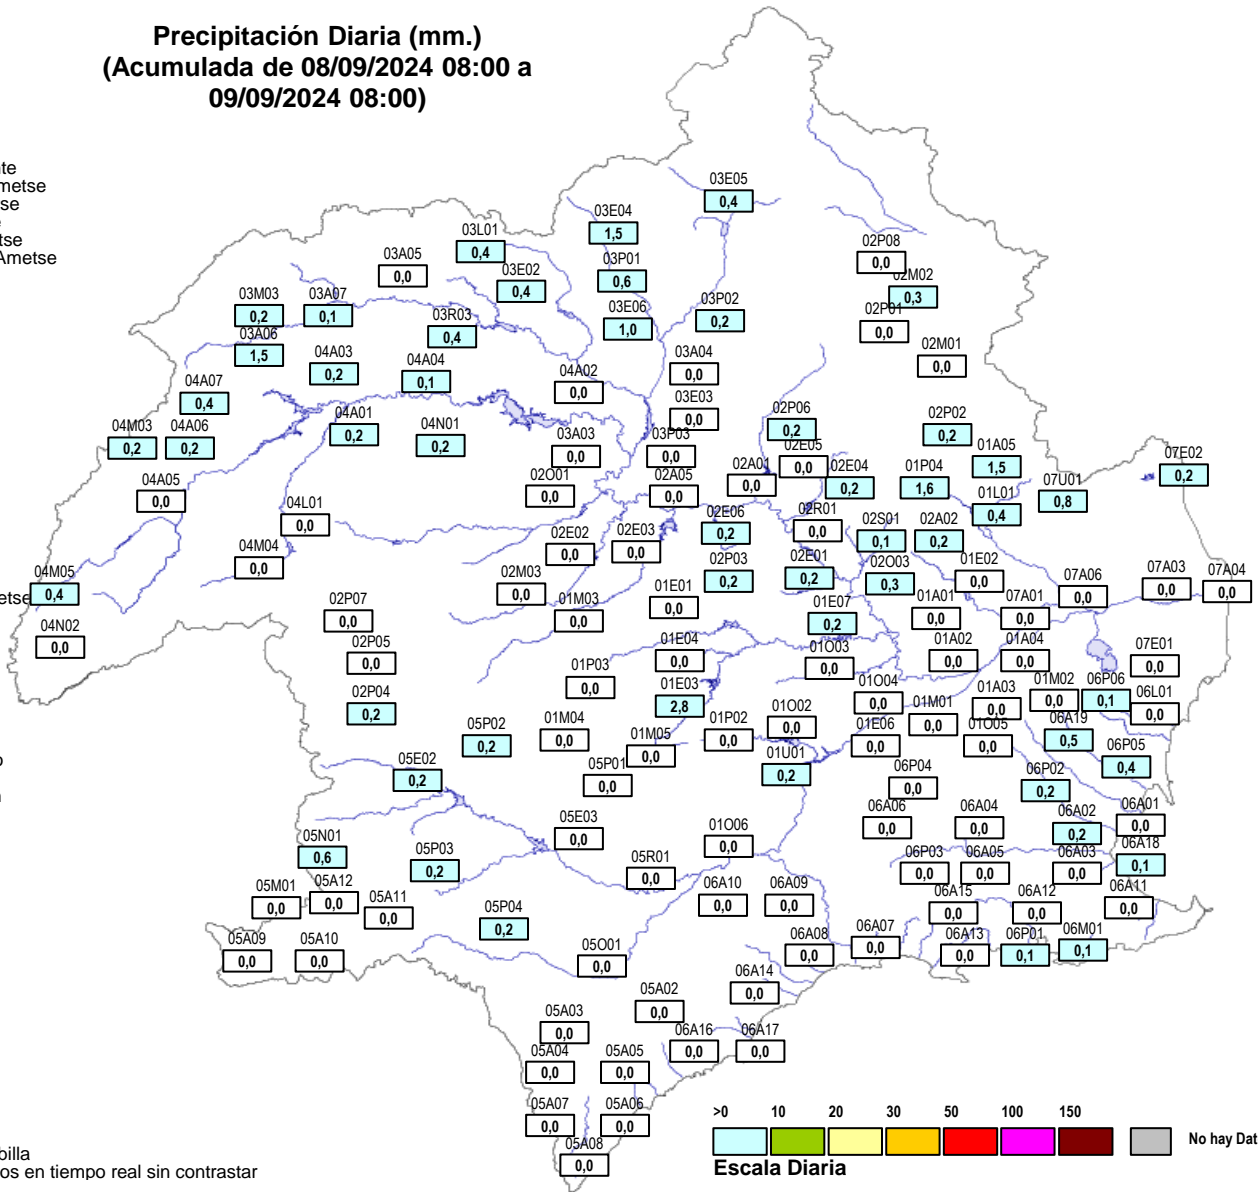 Precipitación Diaria (mm.)
(Acumulada de 08/09/2024 08:00 a
09/09/2024 08:00)
nte
metse
tse
e
tse
Ametse
etse
o
n
billa
os en tiempo real sin contrastar
03E05
0,4
03E04
1,5
03L01
0,4
03A05
0,0
03P01
0,6
03E02
0,4
02P08
0,0
02M02
0,3
03M03
0,2
03A07
0,1
03R03
0,4
03E06
1,0
03P02
0,2
02P01
0,0
03A06
1,5
04A03
0,2
04A04
0,1
03A04
0,0
02M01
0,0
04A07
0,4
04A02
0,0
03E03
0,0
04M03
0,2
04A06
0,2
04A01
0,2
04N01
0,2
03A03
0,0
03P03
0,0
02P06
0,2
02P02
0,2
04A05
0,0
02O01
0,0
02A05
0,0
02A01
0,0
02E05
0,0
02E04
0,2
01P04
1,6
01A05
1,5
07U01
0,8
07E02
0,2
04L01
0,0
02E06
0,2
02R01
0,0
02S01
0,1
02A02
0,2
01L01
0,4
04M04
0,0
02E02
0,0
02E03
0,0
04M05
0,4
02M03
0,0
02P03
0,2
02E01
0,2
02O03
0,3
01E02
0,0
07A06
0,0
07A03
0,0
07A04
0,0
02P07
0,0
01M03
0,0
01E01
0,0
01E07
0,2
01A01
0,0
07A01
0,0
04N02
0,0
02P05
0,0
01E04
0,0
01O03
0,0
01A02
0,0
01A04
0,0
07E01
0,0
01P03
0,0
02P04
0,2
01E03
2,8
01O04
0,0
01A03
0,0
01M02
0,0
06P06
0,1
06L01
0,0
05P02
0,2
01M04
0,0
01M05
0,0
01P02
0,0
01O02
0,0
01E06
0,0
01M01
0,0
01O05
0,0
06A19
0,5
05E02
0,2
05P01
0,0
01U01
0,2
06P04
0,0
06P02
0,2
06P05
0,4
05E03
0,0
01O06
0,0
06A06
0,0
06A04
0,0
06A02
0,2
06A01
0,0
05N01
0,6
05P03
0,2
05R01
0,0
06P03
0,0
06A05
0,0
06A03
0,0
06A18
0,1
05M01
0,0
05A12
0,0
05A11
0,0
06A10
0,0
06A09
0,0
06A15
0,0
06A12
0,0
06A11
0,0
05P04
0,2
05A09
0,0
05A10
0,0
05O01
0,0
06A08
0,0
06A07
0,0
06A13
0,0
06P01
0,1
06M01
0,1
06A14
0,0
05A02
0,0
05A03
0,0
06A16
0,0
06A17
0,0
05A04
0,0
05A05
0,0
05A07
0,0
05A06
0,0
05A08
0,0
>0 10 20 30 50 100 150
No hay Dat
Escala Diaria